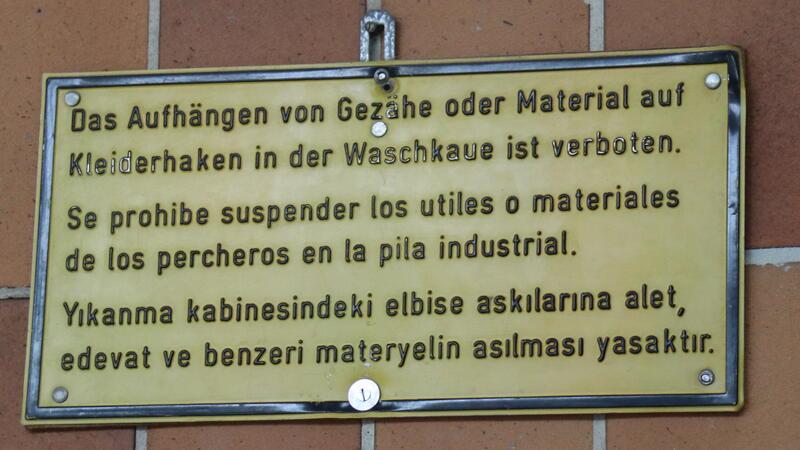 Das Aufhängen von Gezähe oder Material auf
Kleiderhaken in der Waschkaue ist verboten.
Se prohibe suspender los utiles o materiales
de los percheros en la pila industrial.
Yıkanma kabinesindeki elbise askılarına alet,
edevat ve benzeri materyelin asılması yasaktır.